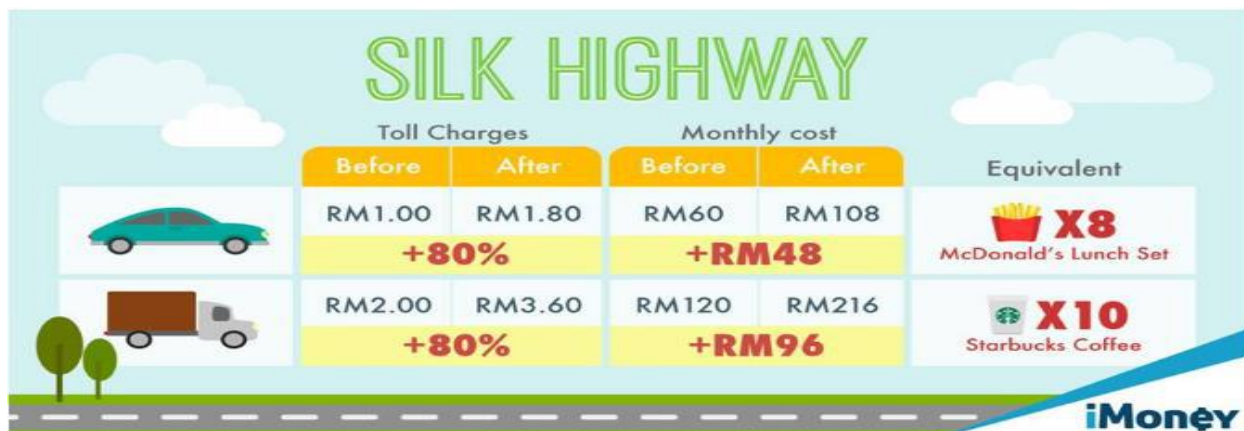 SILK HIGHWAY
Toll Charges Monthly cost
Before After Before After Equivalent
RM1.00 RM1.80 RM60 RM108 X8
+80% +RM48 McDonald's Lunch Set
RM2.00 RM3.60 RM120 RM216 X10
+80% +RM96 Starbucks Coffee
iMoney